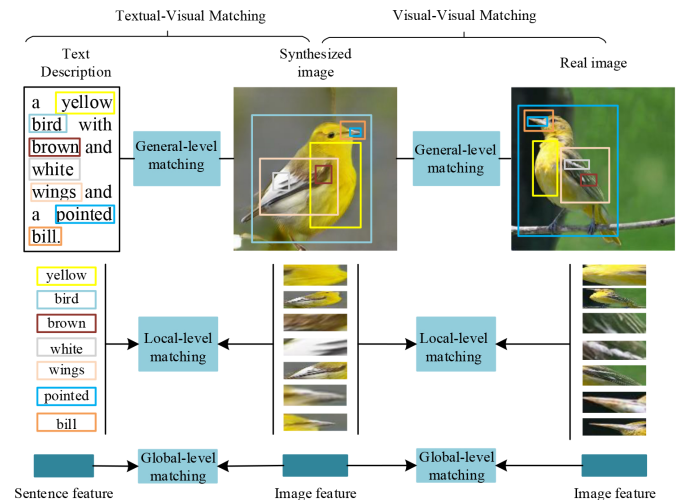 Textual-Visual Matching
Visual-Visual Matching
Text
Description
Synthesized
image
Real image
a yellow
bird with
brown and
white
wings and
a pointed
bill.
General-level
matching
General-level
matching
yellow
bird
brown
white
wings
pointed
bill
Local-level
matching
Local-level
matching
Global-level
matching
Global-level
matching
Sentence feature
Image feature
Image feature